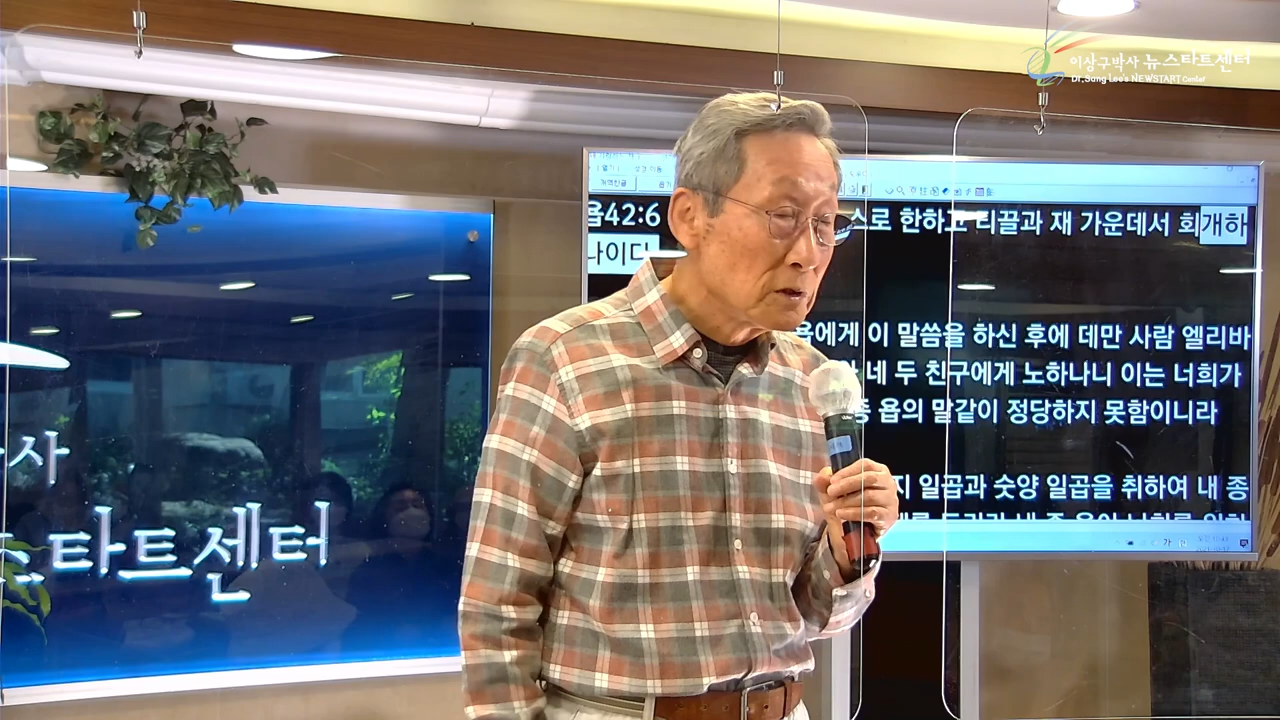 이상구박사 뉴스타트센터
Dr. Sang Lee's NEWSTART Center
개역한글
욥42:6 스로 한하고 티끌과 재 가운데서 회개하
나이다
욥에게 이 말씀을 하신 후에 데만 사람 엘리바
네 두 친구에게 노하나니 이는 너희가
종 욥의 말같이 정당하지 못함이니라
지 일곱과 숫양 일곱을 취하여 내 종
사
스타트센터